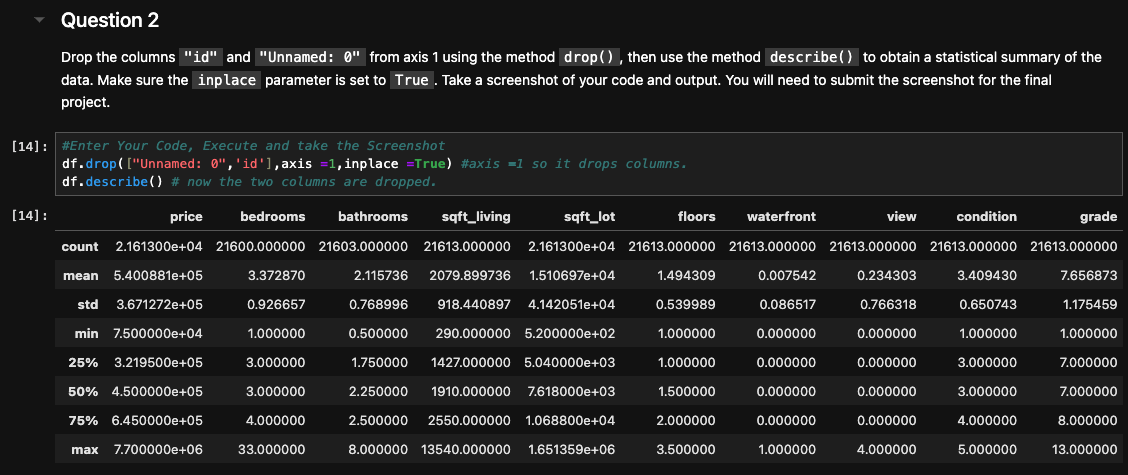 Question 2
Drop the columns "id" and "Unnamed: 0" from axis 1 using the method drop(), then use the method describe() to obtain a statistical summary of the
data. Make sure the inplace parameter is set to True. Take a screenshot of your code and output. You will need to submit the screenshot for the final
project.
[14]: #Enter Your Code, Execute and take the Screenshot
df.drop(["Unnamed: 0",'id'],axis =1,inplace =True) #axis =1 so it drops columns.
df.describe() # now the two columns are dropped.
[14]: price bedrooms bathrooms sqft_living sqft_lot floors waterfront view condition grade
count 2.161300e+04 21600.000000 21603.000000 21613.000000 2.161300e+04 21613.000000 21613.000000 21613.000000 21613.000000 21613.000000
mean 5.400881e+05 3.372870 2.115736 2079.899736 1.510697e+04 1.494309 0.007542 0.234303 3.409430 7.656873
std 3.671272e+05 0.926657 0.768996 918.440897 4.142051e+04 0.539989 0.086517 0.766318 0.650743 1.175459
min 7.500000e+04 1.000000 0.500000 290.000000 5.200000e+02 1.000000 0.000000 0.000000 1.000000 1.000000
25% 3.219500e+05 3.000000 1.750000 1427.000000 5.040000e+03 1.000000 0.000000 0.000000 3.000000 7.000000
50% 4.500000e+05 3.000000 2.250000 1910.000000 7.618000e+03 1.500000 0.000000 0.000000 3.000000 7.000000
75% 6.450000e+05 4.000000 2.500000 2550.000000 1.068800e+04 2.000000 0.000000 0.000000 4.000000 8.000000
max 7.700000e+06 33.000000 8.000000 13540.000000 1.651359e+06 3.500000 1.000000 4.000000 5.000000 13.000000